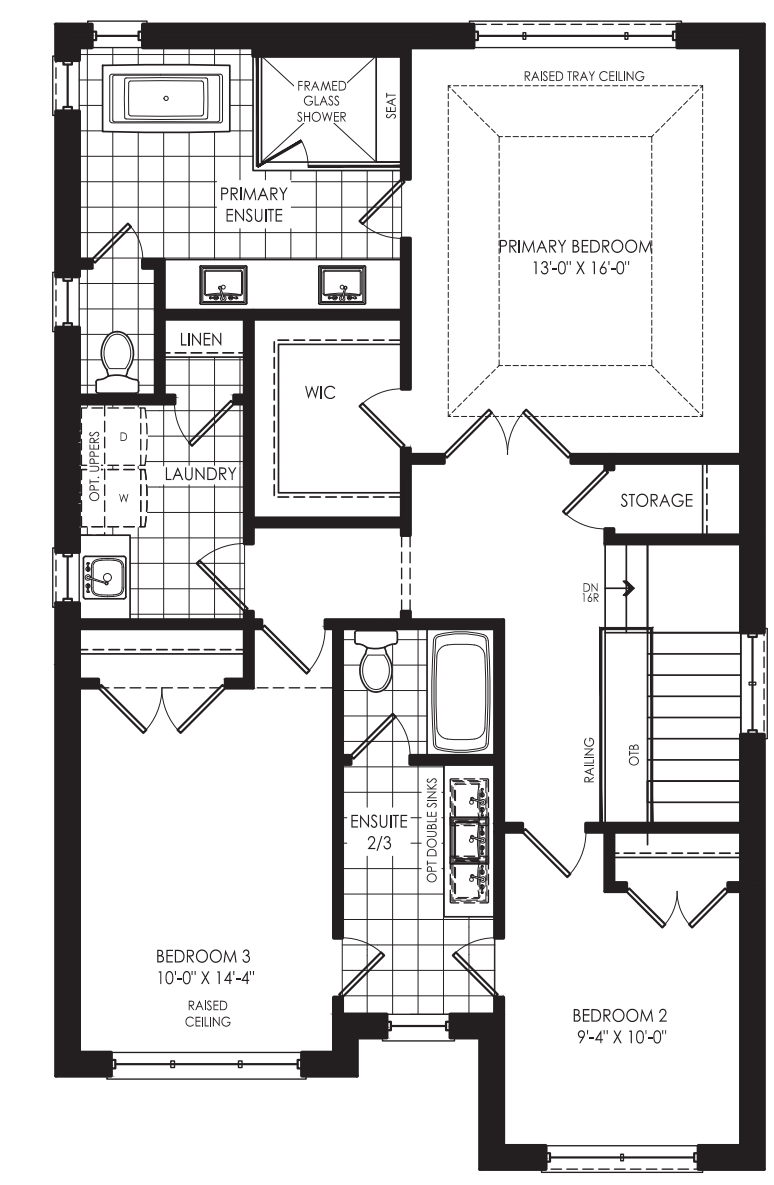 RAISED TRAY CEILING
FRAMED
GLASS
SHOWER
SEAT
PRIMARY
ENSUITE
PRIMARY BEDROOM
13'-0" X 16'-0"
LINEN
WIC
OPT. UPPERS
D
W
LAUNDRY
STORAGE
DN
16R
RAILING
OTB
ENSUITE
2/3
OPT DOUBLE SINKS
BEDROOM 3
10'-0" X 14'-4"
RAISED
CEILING
BEDROOM 2
9'-4" X 10'-0"